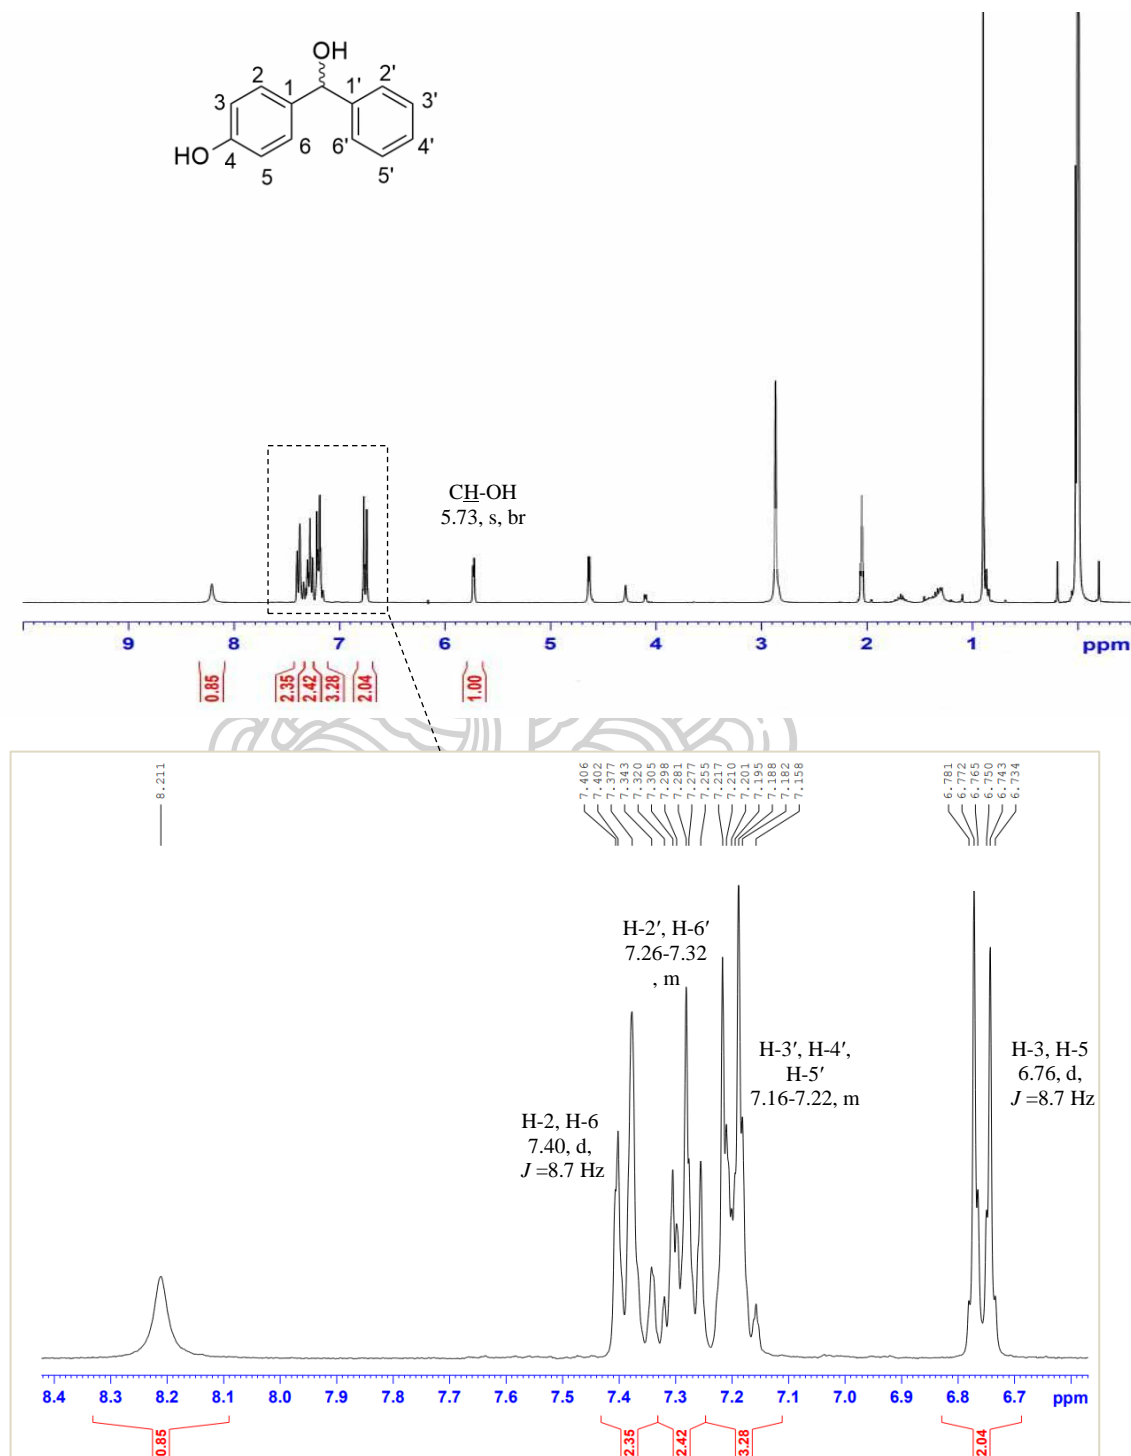 OH
2
1
1'
2'
3
3'
6
6'
4'
HO
4
5
5'
CH-OH
5.73, s, br
9 8 7 6 5 4 3 2 1 ppm
0.85 2.35 2.42 3.28 2.04 1.00
8.211
7.406
7.402
7.377
7.343
7.320
7.305
7.298
7.281
7.277
7.255
7.217
7.210
7.201
7.195
7.188
7.182
7.158
6.781
6.772
6.765
6.750
6.743
6.734
H-2′, H-6′
7.26-7.32
, m
H-3′, H-4′,
H-5′
7.16-7.22, m
H-3, H-5
6.76, d,
J =8.7 Hz
H-2, H-6
7.40, d,
J =8.7 Hz
8.4 8.3 8.2 8.1 8.0 7.9 7.8 7.7 7.6 7.5 7.4 7.3 7.2 7.1 7.0 6.9 6.8 6.7 ppm
0.85 2.35 2.42 3.28 2.04